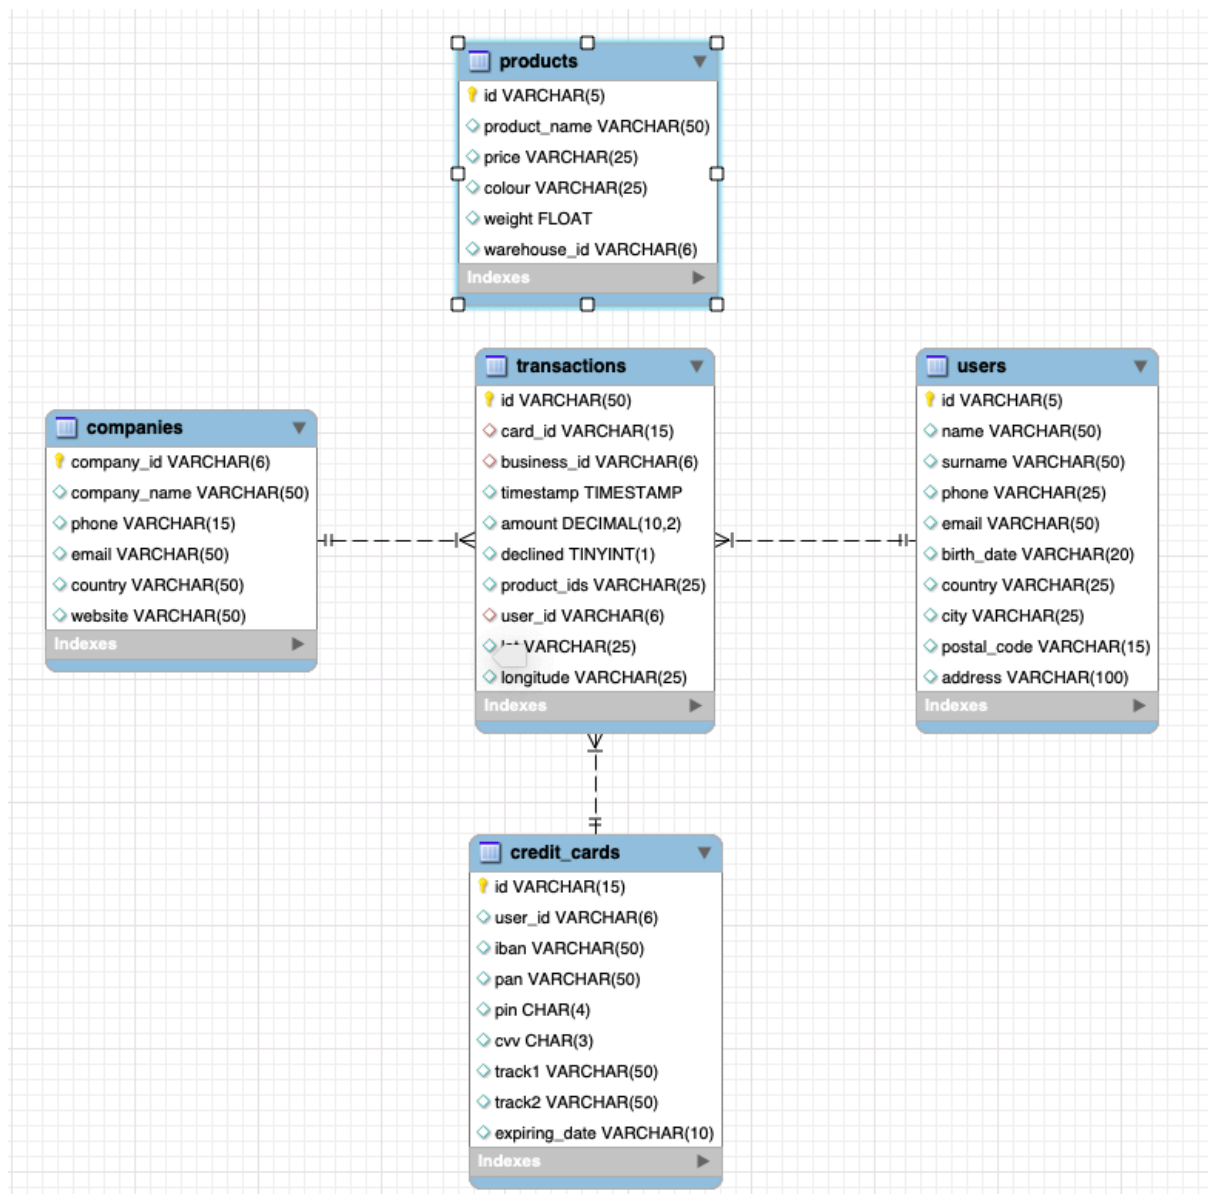 products
id VARCHAR(5)
product_name VARCHAR(50)
price VARCHAR(25)
colour VARCHAR(25)
weight FLOAT
warehouse_id VARCHAR(6)
Indexes
companies
company_id VARCHAR(6)
company_name VARCHAR(50)
phone VARCHAR(15)
email VARCHAR(50)
country VARCHAR(50)
website VARCHAR(50)
Indexes
transactions
id VARCHAR(50)
card_id VARCHAR(15)
business_id VARCHAR(6)
timestamp TIMESTAMP
amount DECIMAL(10,2)
declined TINYINT(1)
product_ids VARCHAR(25)
user_id VARCHAR(6)
VARCHAR(25)
longitude VARCHAR(25)
Indexes
users
id VARCHAR(5)
name VARCHAR(50)
surname VARCHAR(50)
phone VARCHAR(25)
email VARCHAR(50)
birth_date VARCHAR(20)
country VARCHAR(25)
city VARCHAR(25)
postal_code VARCHAR(15)
address VARCHAR(100)
Indexes
credit_cards
id VARCHAR(15)
user_id VARCHAR(6)
iban VARCHAR(50)
pan VARCHAR(50)
pin CHAR(4)
cvv CHAR(3)
track1 VARCHAR(50)
track2 VARCHAR(50)
expiring_date VARCHAR(10)
Indexes